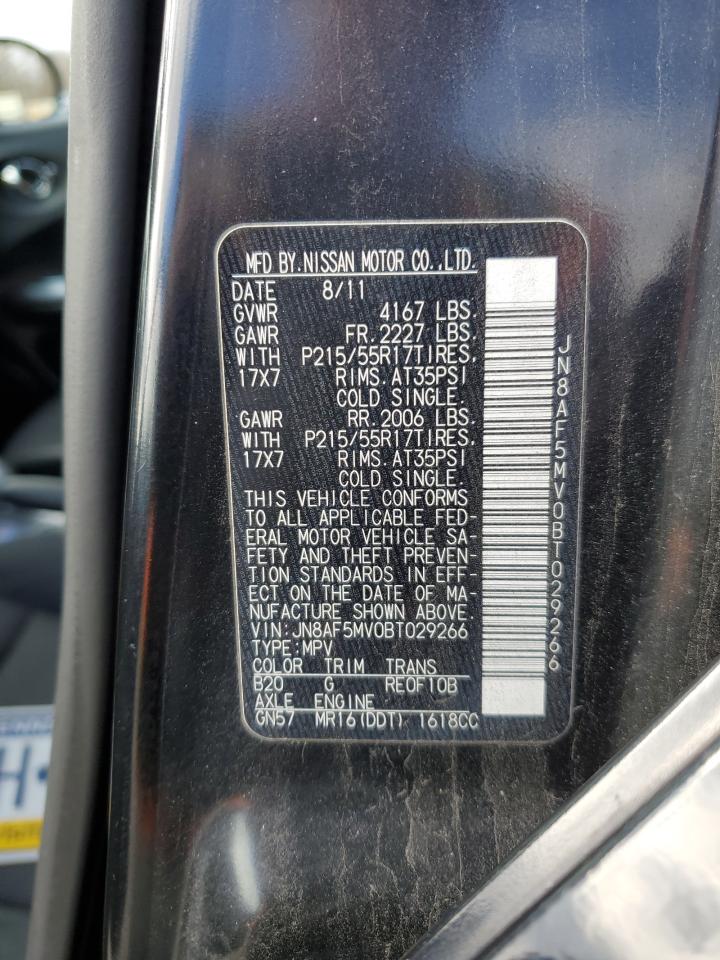 MFD BY.NISSAN MOTOR CO.,LTD.
DATE 8/11
GVWR 4167 LBS.
GAWR FR.2227 LBS.
WITH P215/55R17TIRES.
17X7 RIMS.AT35PSI
COLD SINGLE.
GAWR RR.2006 LBS.
WITH P215/55R17TIRES.
17X7 RIMS.AT35PSI
COLD SINGLE.
THIS VEHICLE CONFORMS
TO ALL APPLICABLE FED-
ERAL MOTOR VEHICLE SA-
FETY AND THEFT PREVEN-
TION STANDARDS IN EFF-
ECT ON THE DATE OF MA-
NUFACTURE SHOWN ABOVE.
VIN:JN8AF5MV0BT029266
TYPE:MPV
COLOR TRIM TRANS
B20 G RE0F10B
AXLE ENGINE
GN57 MR16(DDT) 1618CC
JN8AF5MV0BT029266